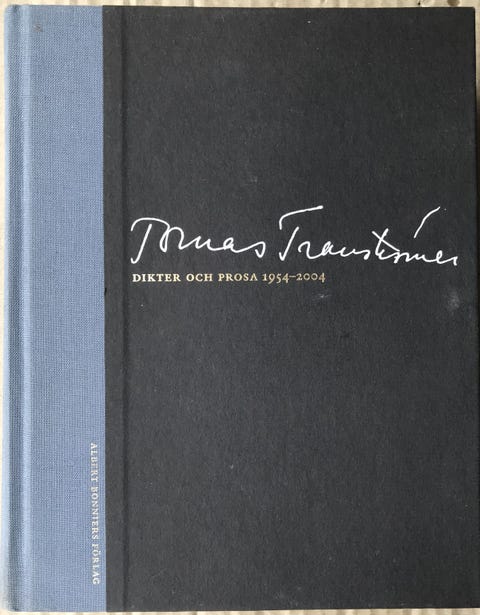 Tomas Tranströmer
DIKTER OCH PROSA 1954–2004
ALBERT BONNIERS FÖRLAG